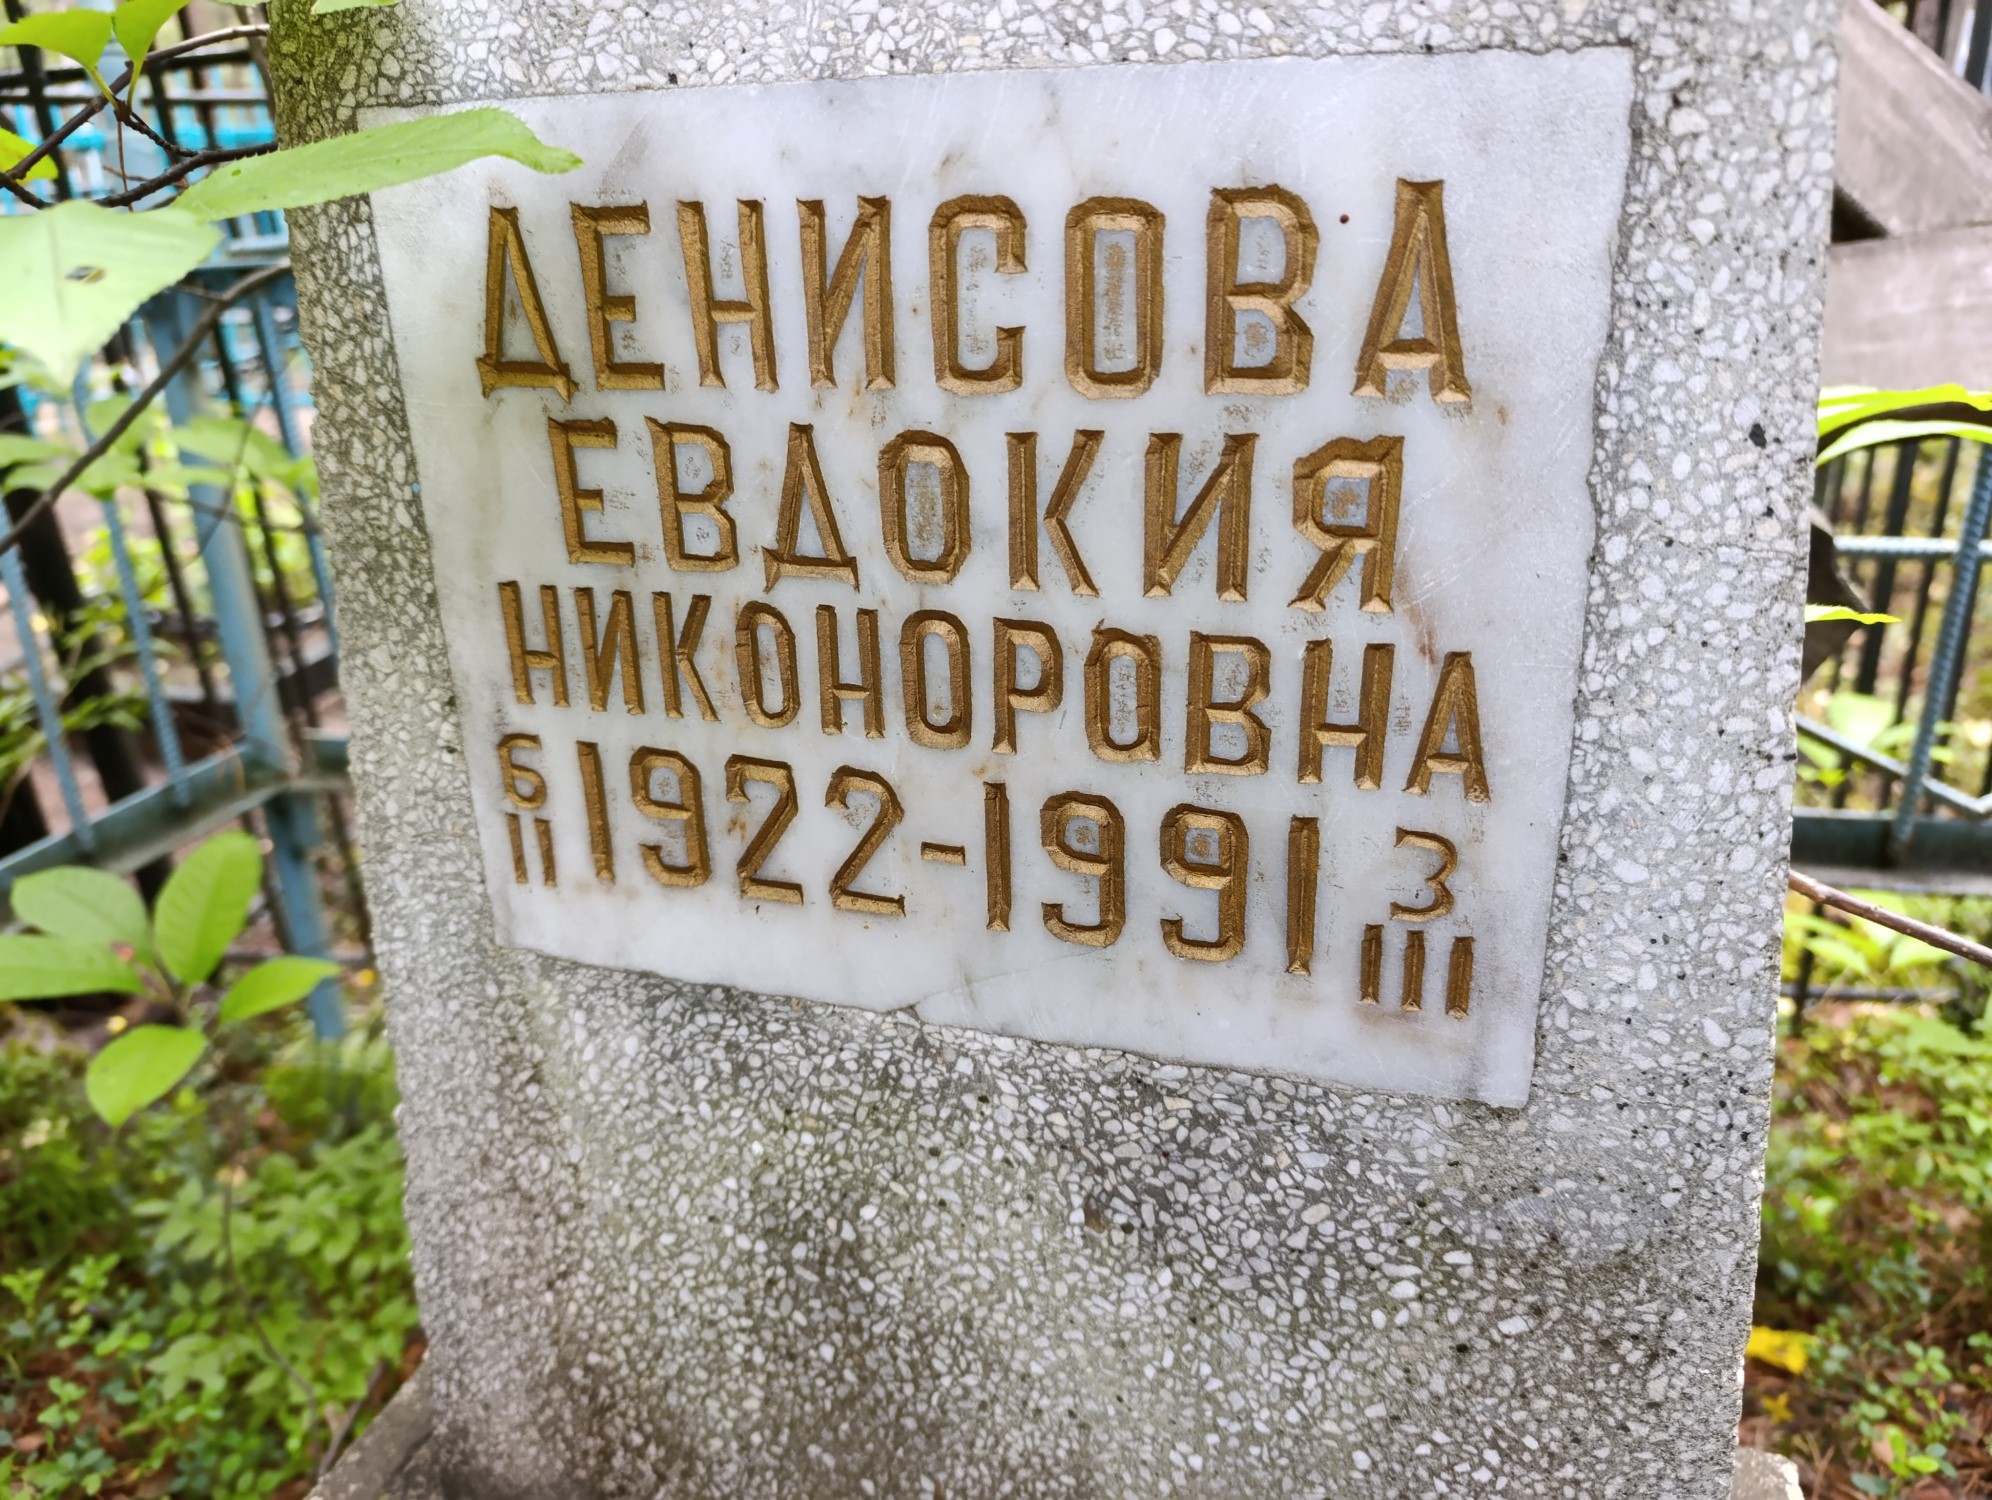 ДЕНИСОВА
ЕВДОКИЯ
НИКОНОРОВНА
6 II 1922-1991 3 III